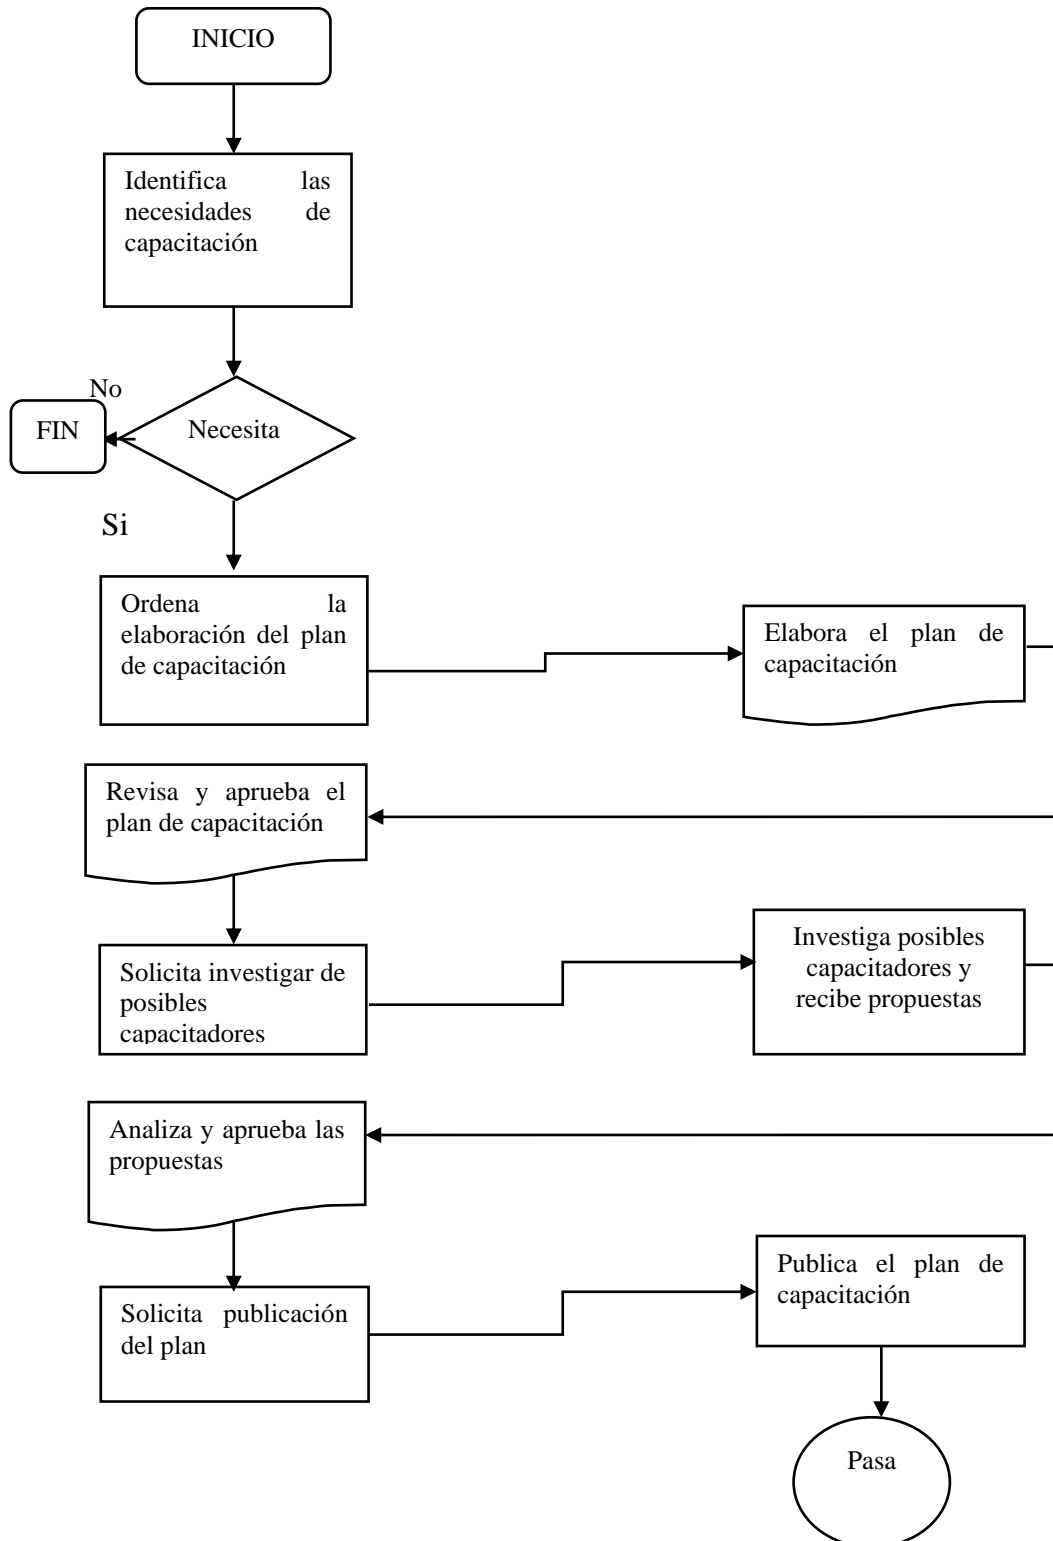 INICIO
Identifica las
necesidades de
capacitación
No
FIN
Necesita
Si
Ordena la
elaboración del plan
de capacitación
Elabora el plan de
capacitación
Revisa y aprueba el
plan de capacitación
Solicita investigar de
posibles
capacitadores
Investiga posibles
capacitadores y
recibe propuestas
Analiza y aprueba las
propuestas
Solicita publicación
del plan
Publica el plan de
capacitación
Pasa